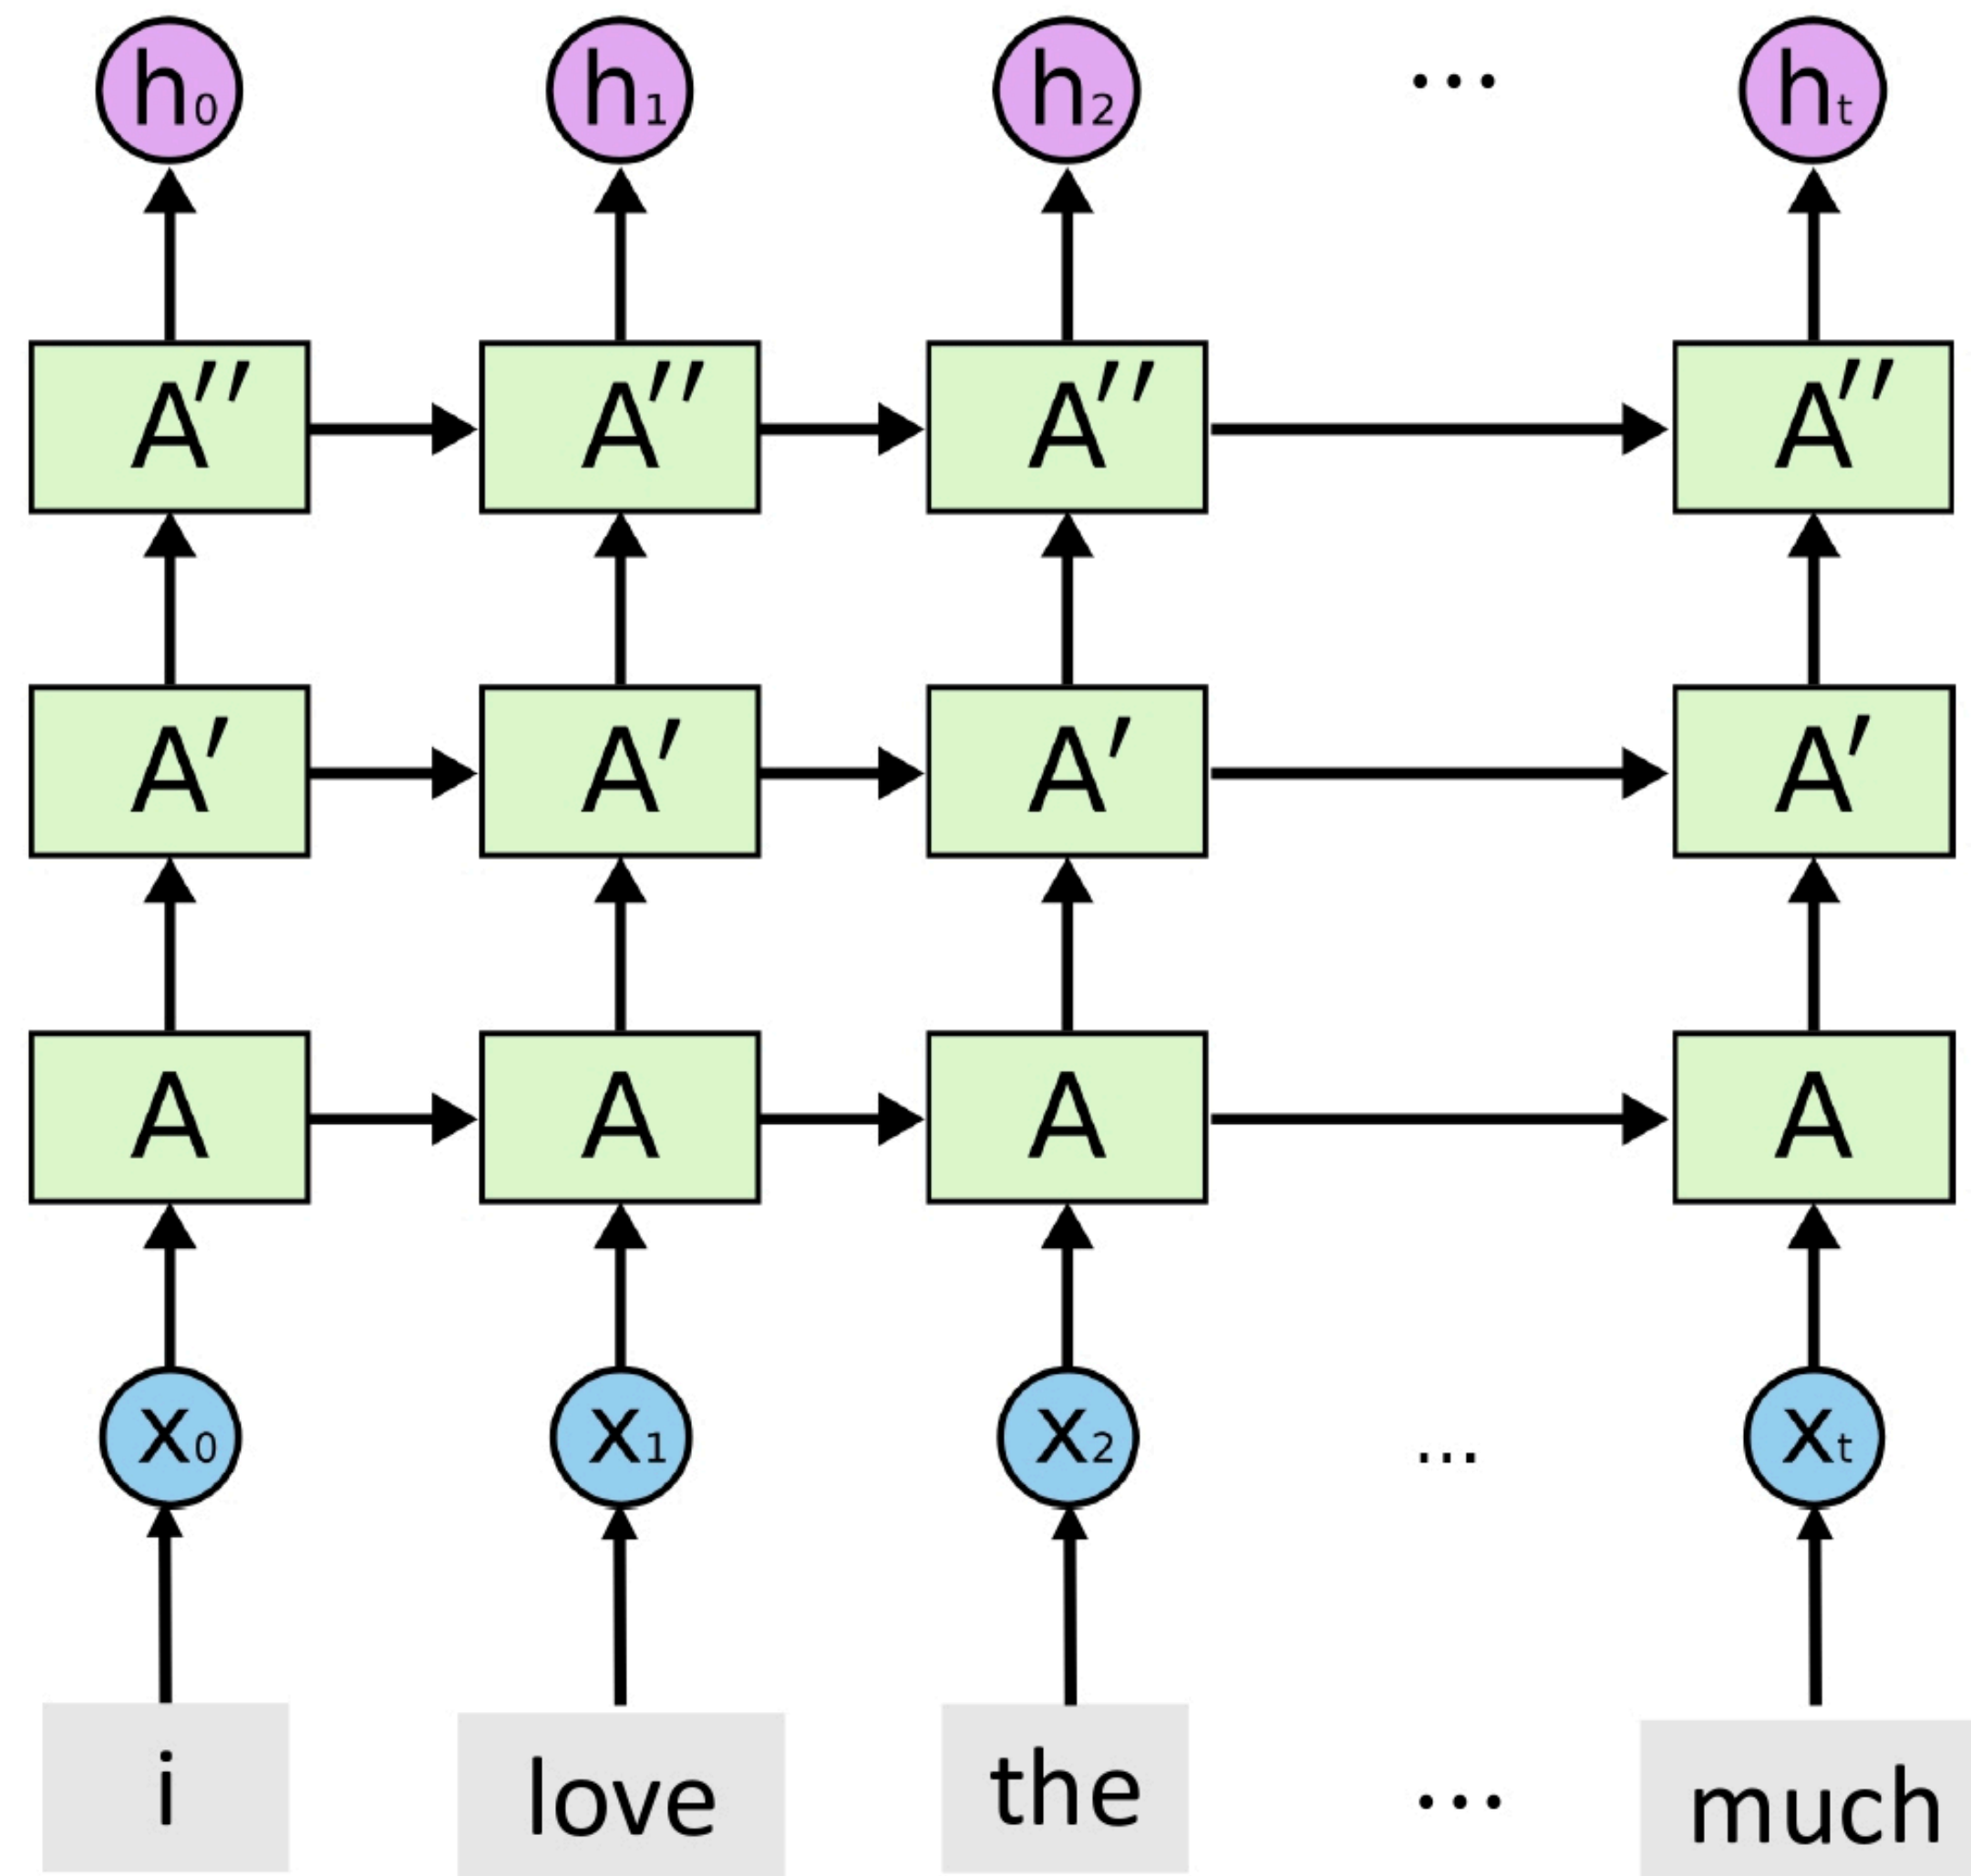 h0 h1 h2 ... ht
A′′ A′′ A′′ A′′
A′ A′ A′ A′
A A A A
x0 x1 x2 ... xt
i love the ... much